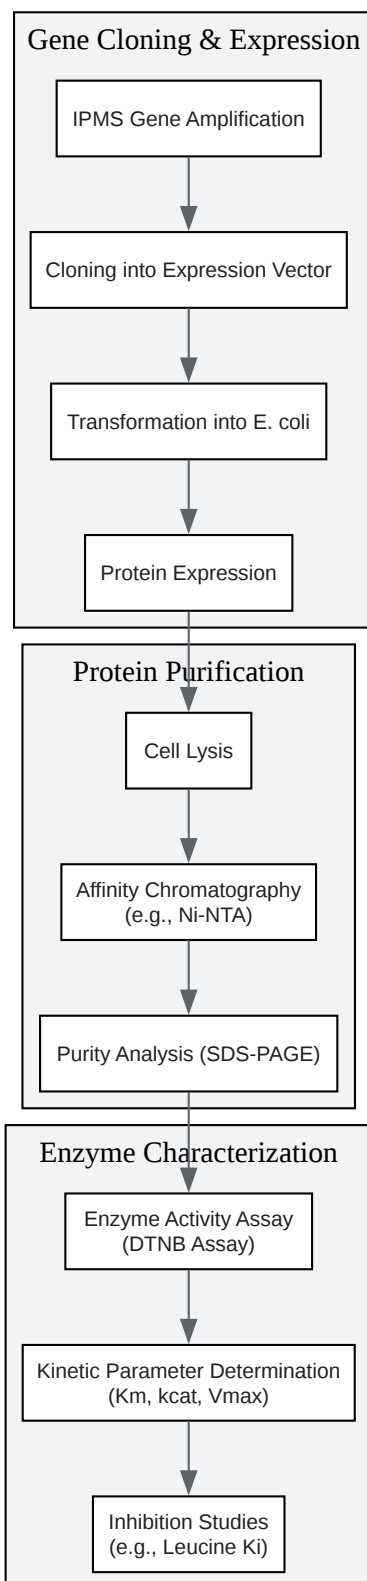 Gene Cloning & Expression
IPMS Gene Amplification
Cloning into Expression Vector
Transformation into E. coli
Protein Expression
Protein Purification
Cell Lysis
Affinity Chromatography
(e.g., Ni-NTA)
Purity Analysis (SDS-PAGE)
Enzyme Characterization
Enzyme Activity Assay
(DTNB Assay)
Kinetic Parameter Determination
(Km, kcat, Vmax)
Inhibition Studies
(e.g., Leucine Ki)